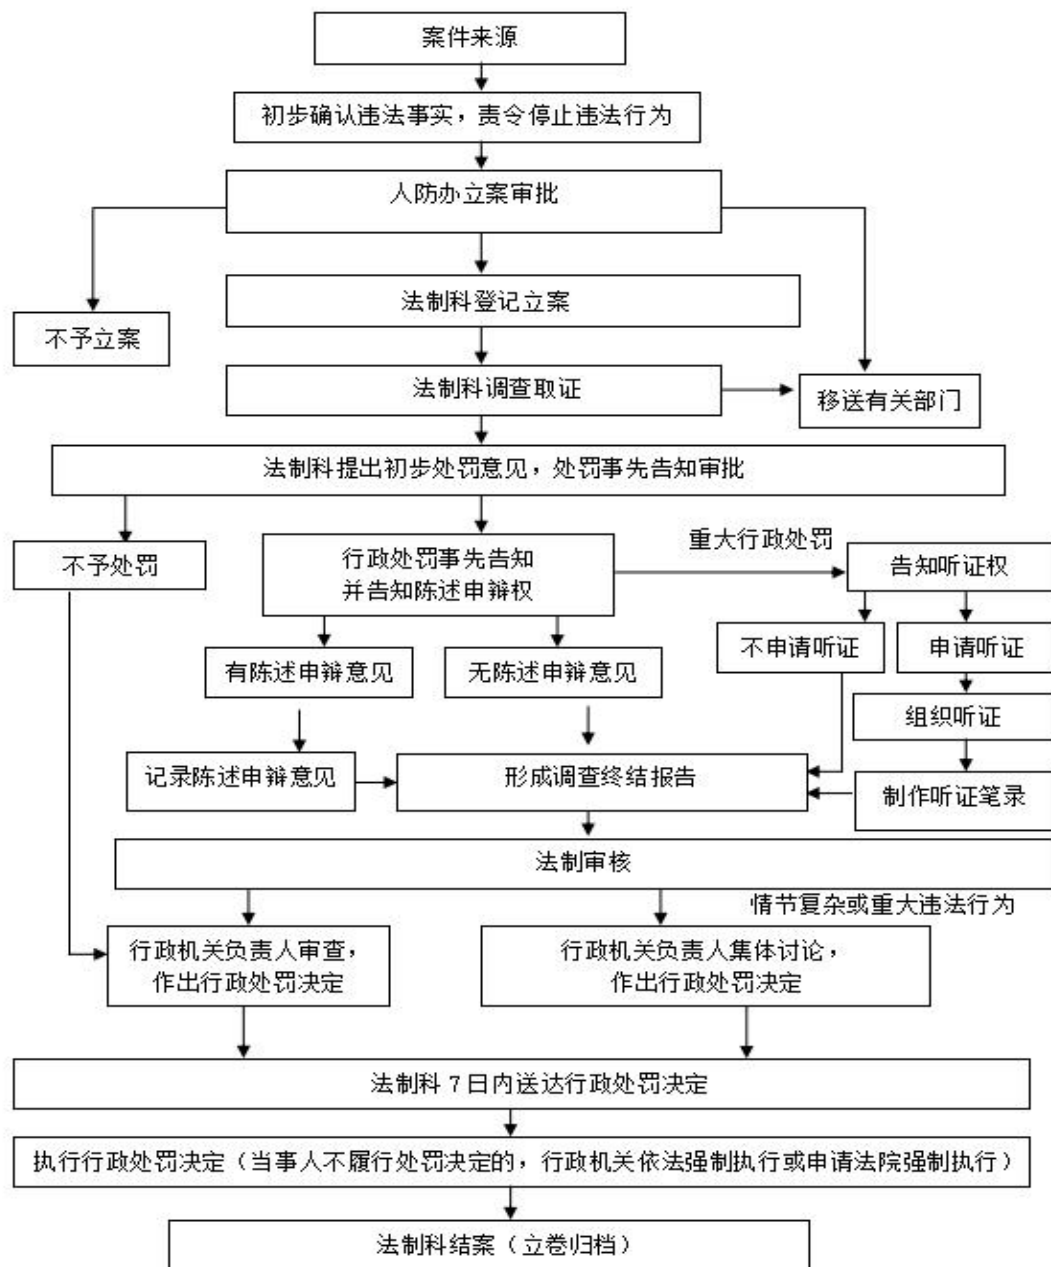 案件来源
初步确认违法事实，责令停止违法行为
人防办立案审批
法制科登记立案
不予立案
法制科调查取证
移送有关部门
法制科提出初步处罚意见，处罚事先告知审批
不予处罚
行政处罚事先告知
并告知陈述申辩权
重大行政处罚
告知听证权
有陈述申辩意见
无陈述申辩意见
不申请听证
申请听证
组织听证
记录陈述申辩意见
形成调查终结报告
制作听证笔录
法制审核
情节复杂或重大违法行为
行政机关负责人审查，
作出行政处罚决定
行政机关负责人集体讨论，
作出行政处罚决定
法制科7日内送达行政处罚决定
执行行政处罚决定（当事人不履行处罚决定的，行政机关依法强制执行或申请法院强制执行）
法制科结案（立卷归档）